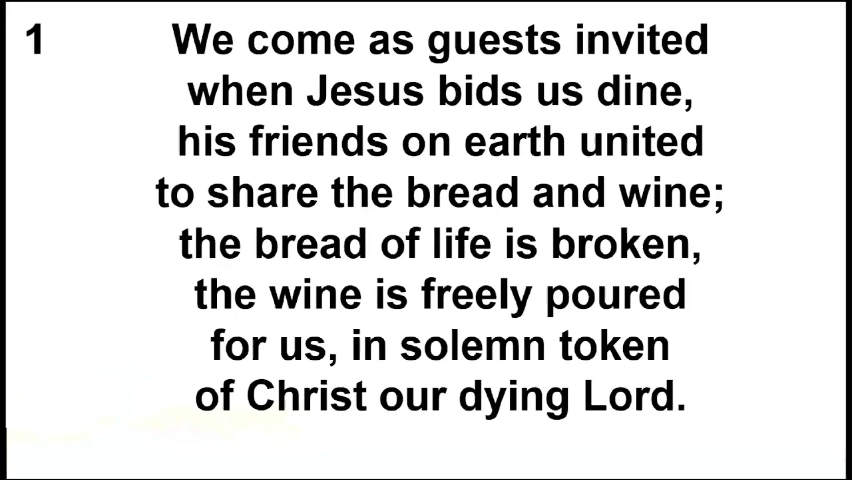 1
We come as guests invited
when Jesus bids us dine,
his friends on earth united
to share the bread and wine;
the bread of life is broken,
the wine is freely poured
for us, in solemn token
of Christ our dying Lord.